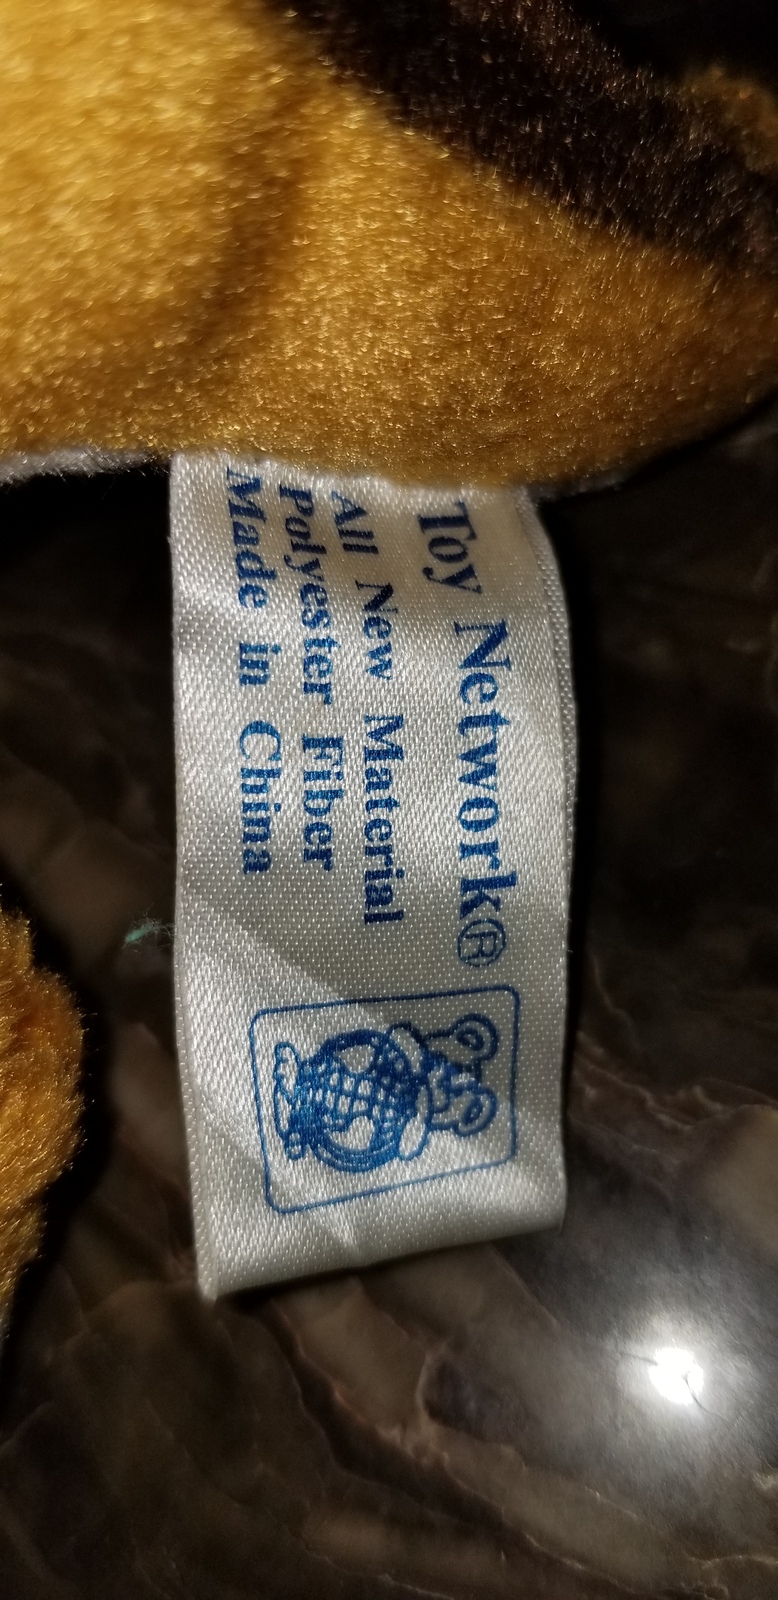 Toy Network®
All New Material
Polyester Fiber
Made in China